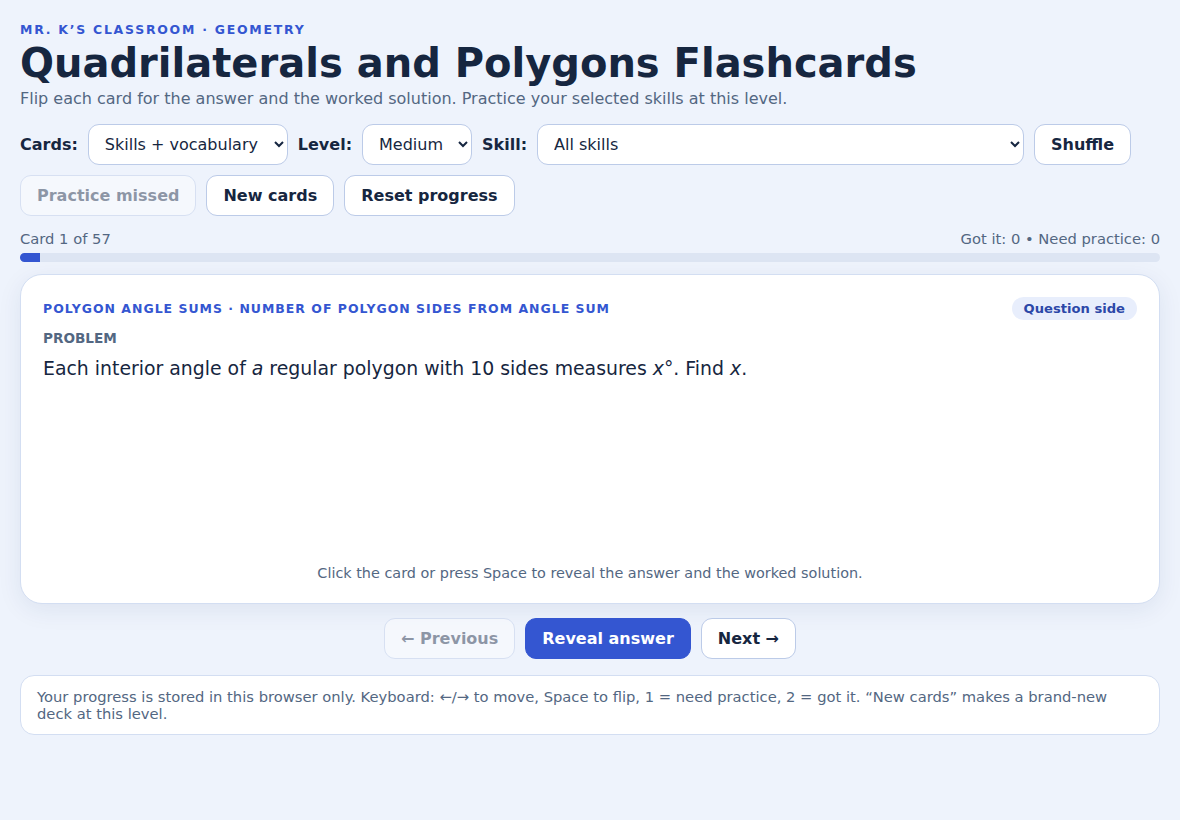 MR. K’S CLASSROOM · GEOMETRY
Quadrilaterals and Polygons Flashcards
Flip each card for the answer and the worked solution. Practice your selected skills at this level.
Cards: Skills + vocabulary Level: Medium Skill: All skills Shuffle
Practice missed New cards Reset progress
Card 1 of 57 Got it: 0 • Need practice: 0
POLYGON ANGLE SUMS · NUMBER OF POLYGON SIDES FROM ANGLE SUM Question side
PROBLEM
Each interior angle of a regular polygon with 10 sides measures x°. Find x.
Click the card or press Space to reveal the answer and the worked solution.
← Previous Reveal answer Next →
Your progress is stored in this browser only. Keyboard: ←/→ to move, Space to flip, 1 = need practice, 2 = got it. “New cards” makes a brand-new
deck at this level.